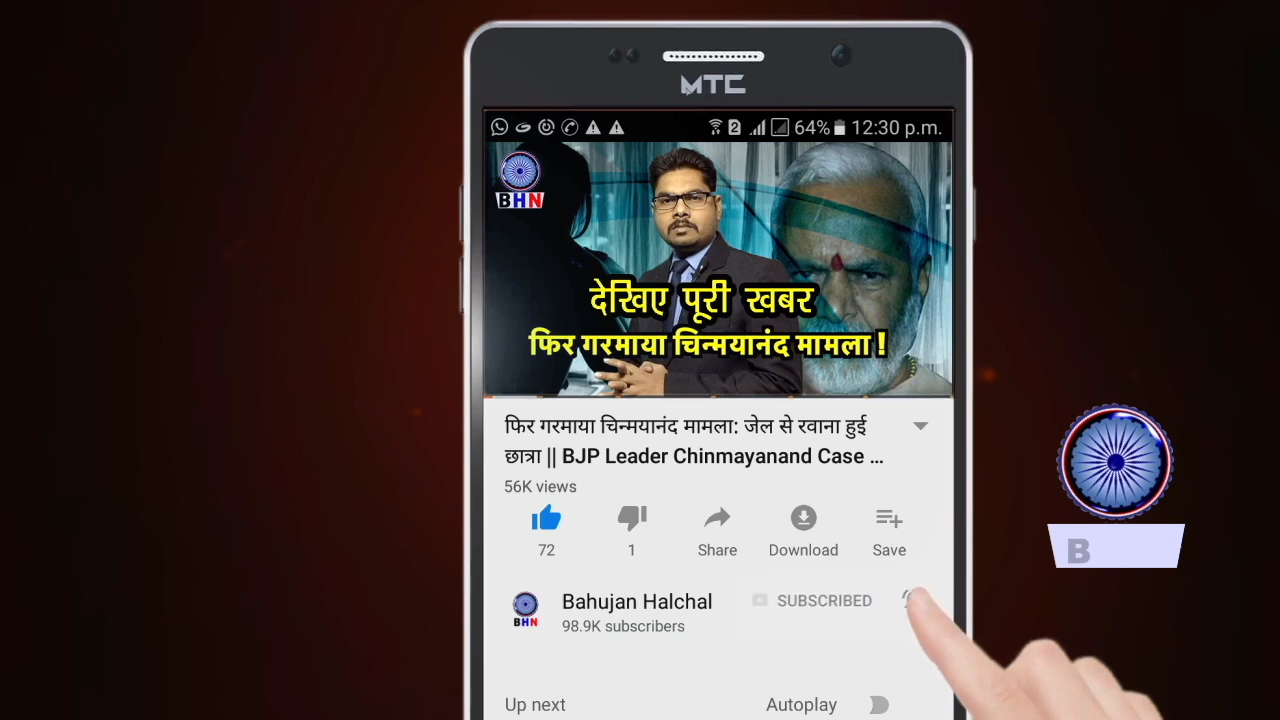 MTC
2 64% 12:30 p.m.
BHN
देखिए पूरी खबर
फिर गरमाया चिन्मयानंद मामला !
फिर गरमाया चिन्मयानंद मामला: जेल से रवाना हुई
छात्रा || BJP Leader Chinmayanand Case ...
56K views
72 1 Share Download Save
Bahujan Halchal SUBSCRIBED
98.9K subscribers
BHN
B
Up next Autoplay